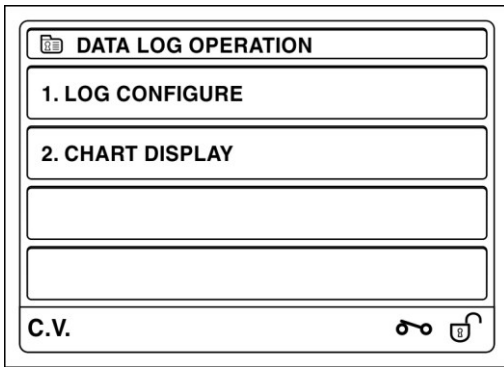 DATA LOG OPERATION
1. LOG CONFIGURE
2. CHART DISPLAY
C.V.